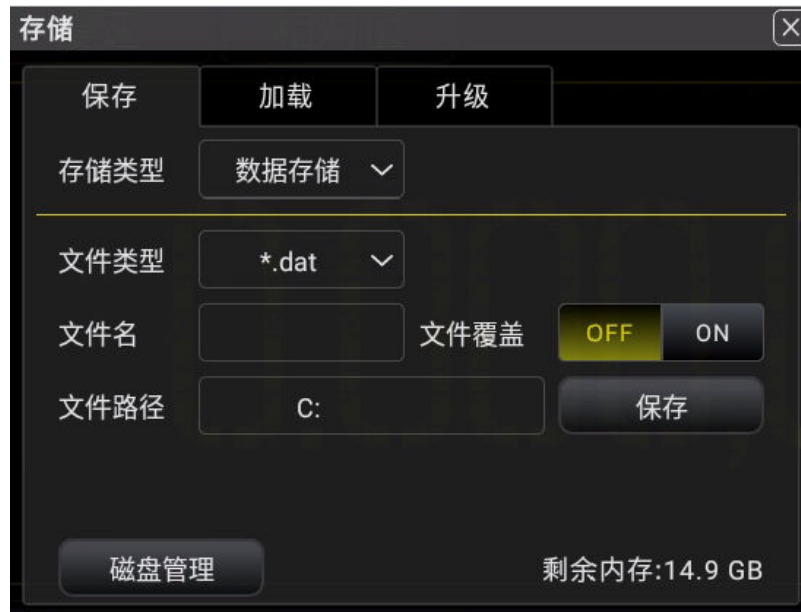 存储
保存 加载 升级
存储类型 数据存储
文件类型 *.dat
文件名 文件覆盖 OFF ON
文件路径 C: 保存
磁盘管理 剩余内存:14.9 GB